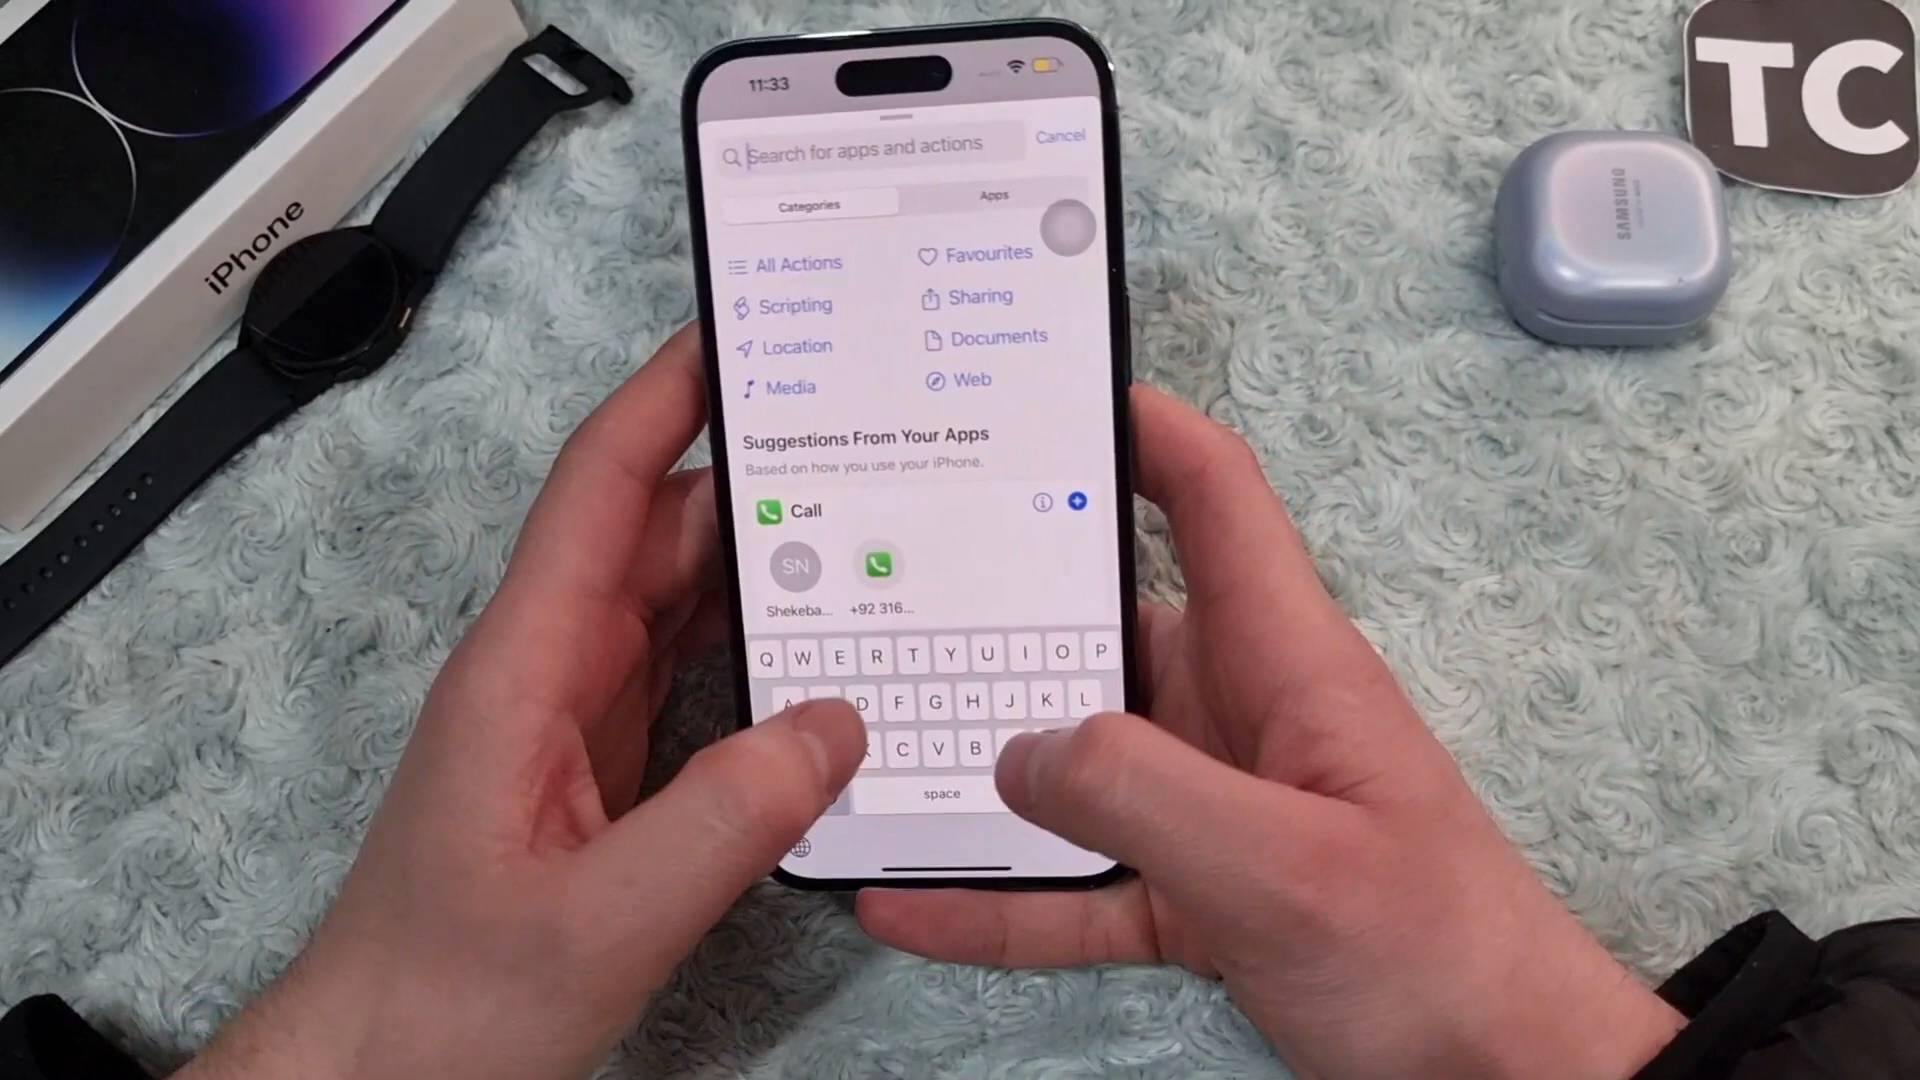 iPhone
TC
SAMSUNG
11:33
Search for apps and actions
Cancel
Categories
Apps
All Actions
Favourites
Scripting
Sharing
Location
Documents
Media
Web
Suggestions From Your Apps
Based on how you use your iPhone.
Call
SN
Shekeba...
+92 316...
Q W E R T Y U I O P
A D F G H J K L
C V B
space